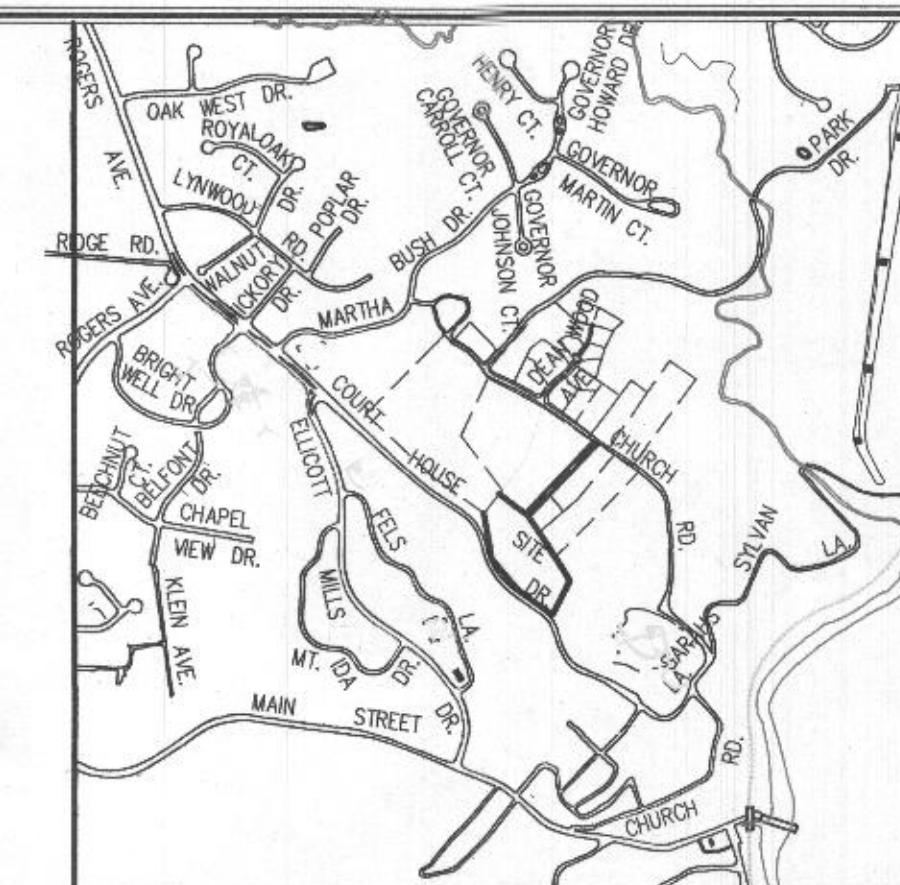 ROGERS
AVE.
OAK WEST DR.
ROYAL OAK
CT.
LYNWOOD
DR.
RD.
POPLAR
DR.
RIDGE RD.
WALNUT
HICKORY
DR.
ROGERS AVE.
BRIGHT
WELL DR.
HENRY CT.
GOVERNOR
HOWARD DR.
GOVERNOR
CARROLL CT.
GOVERNOR
MARTIN CT.
GOVERNOR
JOHNSON CT.
PARK
DR.
MARTHA
BUSH DR.
DEANWOOD
AVE.
COURT
HOUSE
DR.
ELLICOTT
MILLS
DR.
CHURCH
RD.
SITE
SYLVAN
LA.
BEECHNUT
CT.
BELFONT
DR.
CHAPEL
VIEW DR.
KLEIN
AVE.
FELS
LA.
MT. IDA
DR.
SARAHS
LA.
MAIN
STREET
CHURCH
RD.